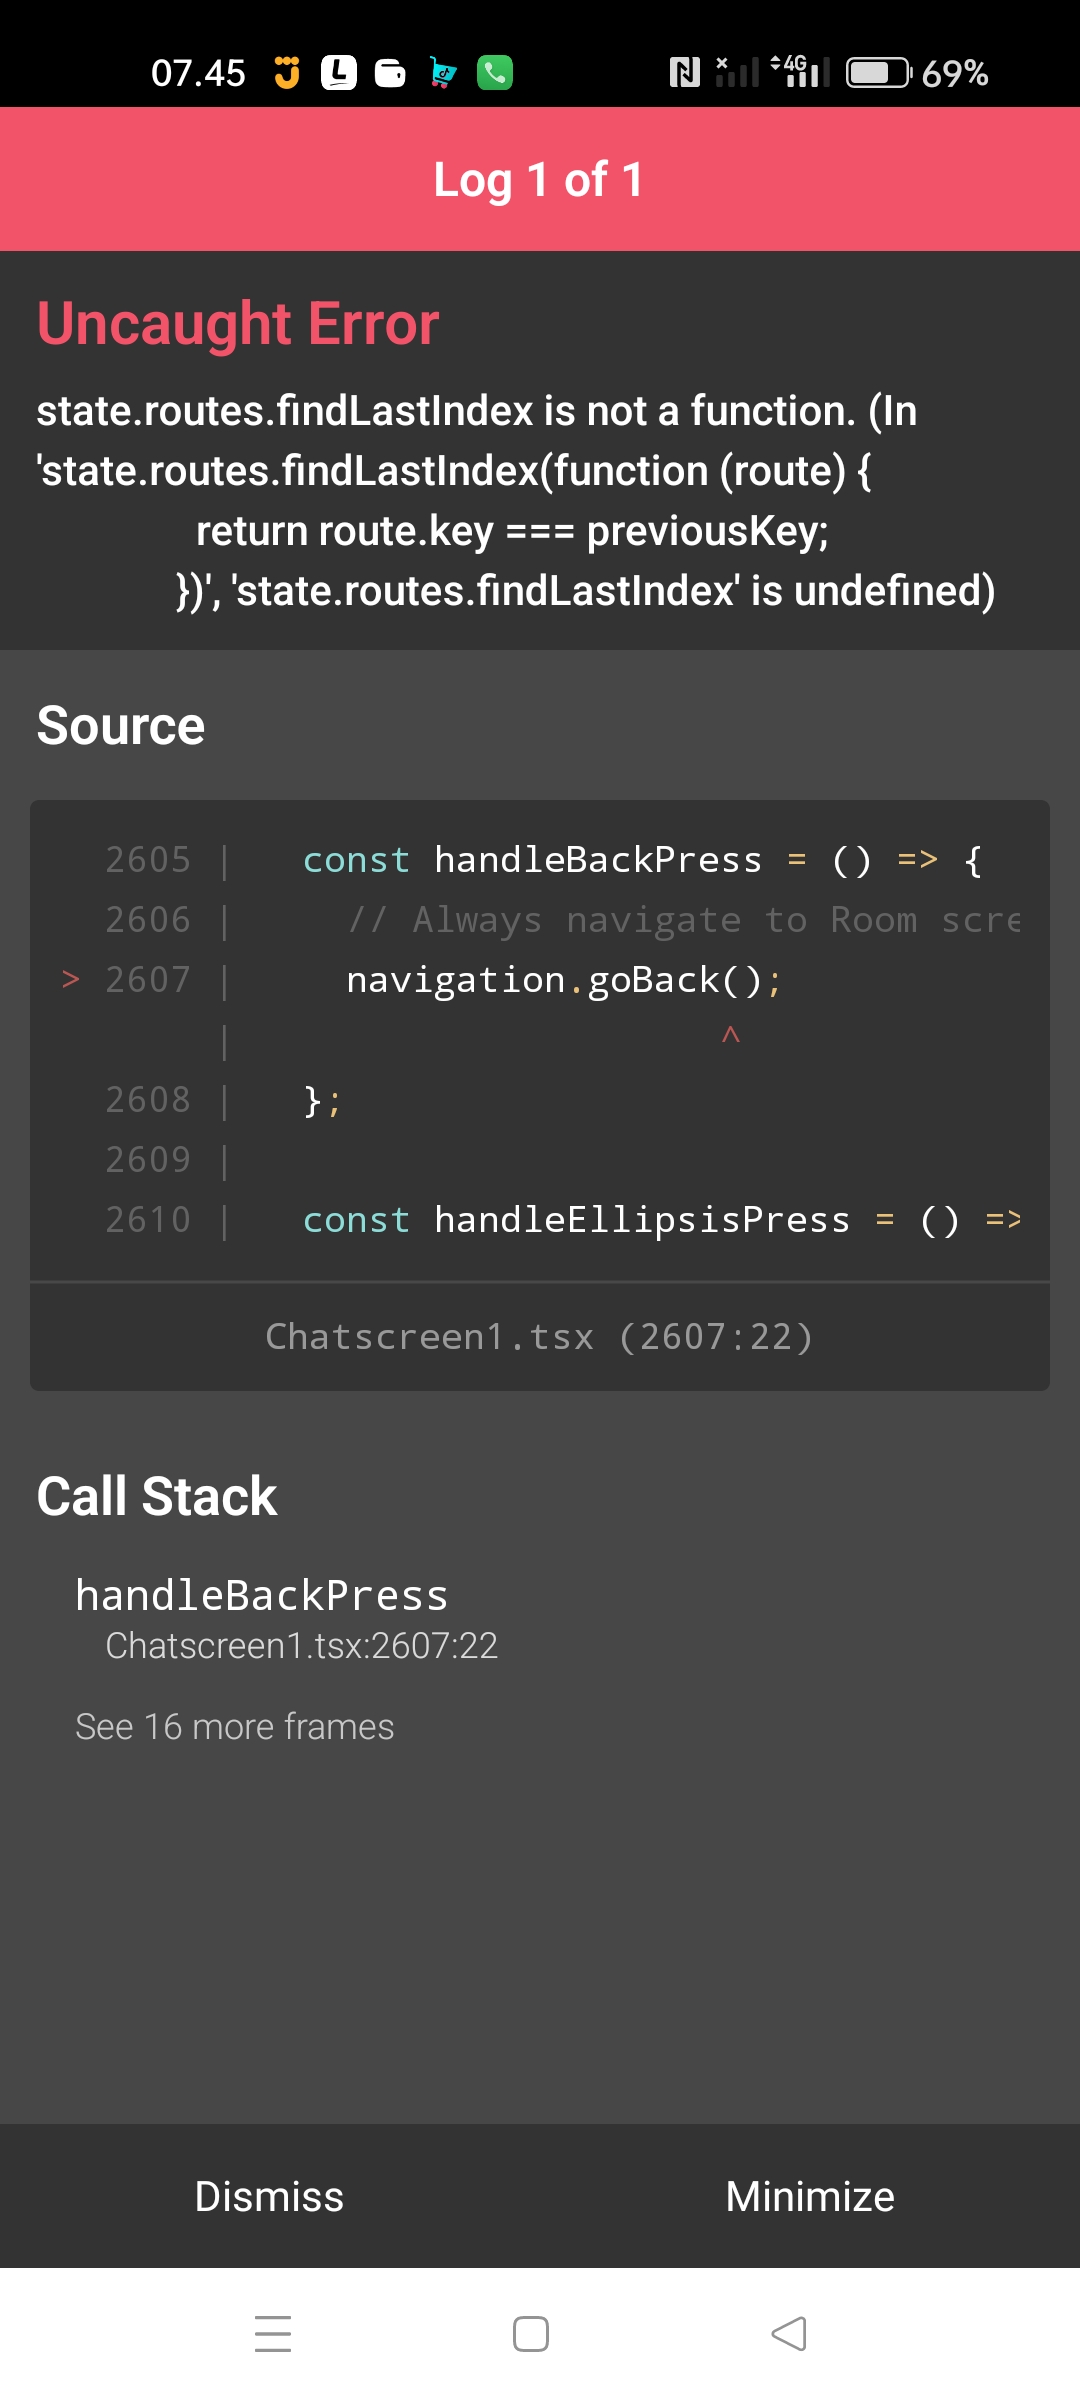 07.45 4G 69%
Log 1 of 1
Uncaught Error
state.routes.findLastIndex is not a function. (In
'state.routes.findLastIndex(function (route) {
return route.key === previousKey;
})', 'state.routes.findLastIndex' is undefined)
Source
2605 | const handleBackPress = () => {
2606 | // Always navigate to Room scre
> 2607 | navigation.goBack();
| ^
2608 | };
2609 |
2610 | const handleEllipsisPress = () =>
Chatscreen1.tsx (2607:22)
Call Stack
handleBackPress
Chatscreen1.tsx:2607:22
See 16 more frames
Dismiss Minimize